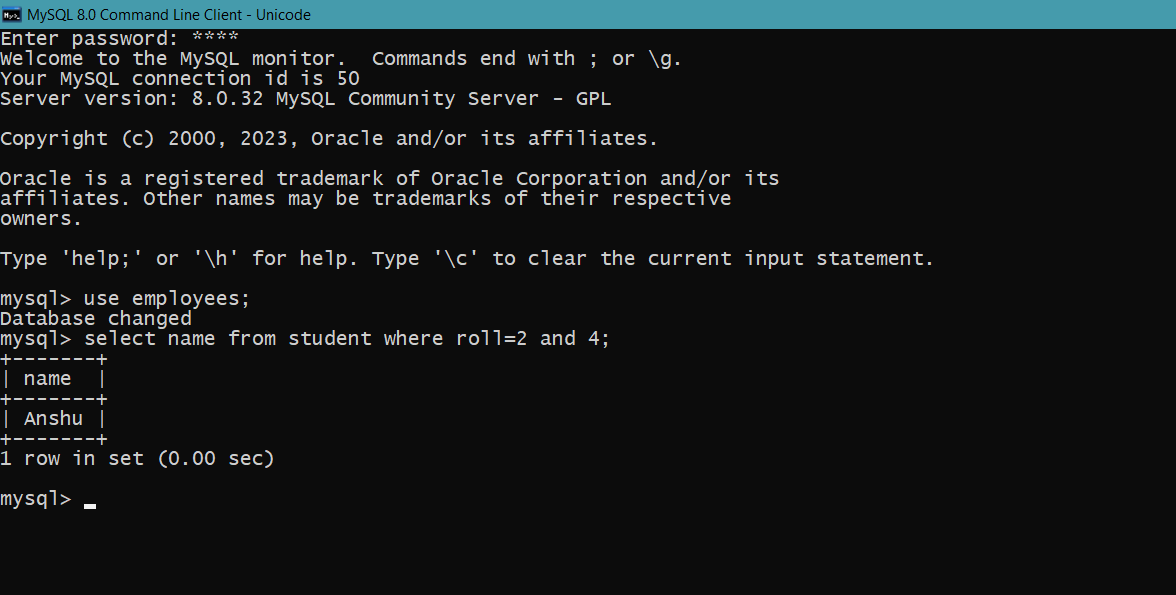 MySQL 8.0 Command Line Client - Unicode
Enter password: ****
Welcome to the MySQL monitor.  Commands end with ; or \g.
Your MySQL connection id is 50
Server version: 8.0.32 MySQL Community Server - GPL
Copyright (c) 2000, 2023, Oracle and/or its affiliates.
Oracle is a registered trademark of Oracle Corporation and/or its
affiliates. Other names may be trademarks of their respective
owners.
Type 'help;' or '\h' for help. Type '\c' to clear the current input statement.
mysql> use employees;
Database changed
mysql> select name from student where roll=2 and 4;
+-------+
| name  |
+-------+
| Anshu |
+-------+
1 row in set (0.00 sec)
mysql> _